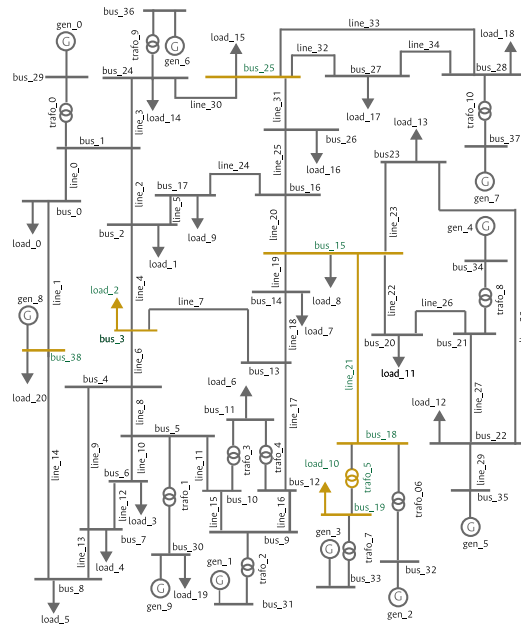 bus_36
gen_0
G
trafo_9
G
gen_6
load_15
line_33
load_18
line_32
line_34
bus_29
bus_24
bus_25
bus_27
bus_28
trafo_0
line_3
load_14
line_30
line_31
load_17
trafo_10
load_13
bus_1
bus_26
bus_37
line_0
line_2
line_25
load_16
bus23
G
gen_7
bus_17
line_24
line_5
bus_16
bus_0
load_0
bus_2
load_9
line_20
line_23
gen_4
G
load_1
bus_15
line_1
line_4
line_19
bus_34
gen_8
G
load_2
line_7
bus_14
load_8
line_22
trafo_8
line_18
load_7
line_26
bus_3
bus_20
bus_21
bus_38
line_6
bus_13
load_11
load_20
load_6
line_21
bus_4
line_8
line_17
load_12
line_27
bus_11
bus_5
bus_18
bus_22
line_14
line_9
line_10
line_11
trafo_3
trafo_4
load_10
trafo_5
line_29
bus_6
line_12
trafo_1
bus_10
bus_12
trafo_06
bus_35
load_3
line_15
line_16
bus_19
line_13
bus_7
bus_9
gen_3
G
trafo_7
G
gen_5
load_4
bus_30
gen_1
G
trafo_2
bus_8
G
gen_9
load_19
bus_33
bus_32
load_5
bus_31
G
gen_2